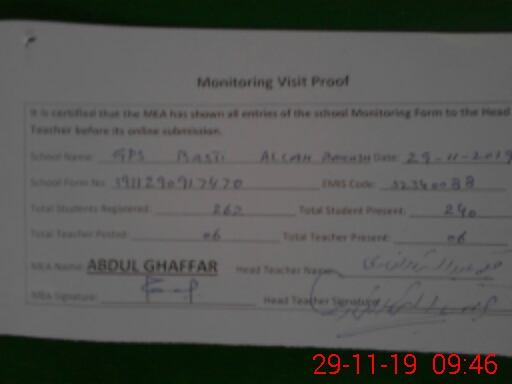 Monitoring Visit Proof
It is certified that the MEA has shown all entries of the school Monitoring Form to the Head
Teacher before its online submission.
School Name: GPS BASTI ALLAH Date: 29-11-2019
School Form No: EMIS Code:
Total Students Registered: 262 Total Student Present: 240
Total Teacher Posted: 06 Total Teacher Present: 06
MEA Name: ABDUL GHAFFAR Head Teacher Name:
MEA Signature: Head Teacher Signature
29-11-19 09:46